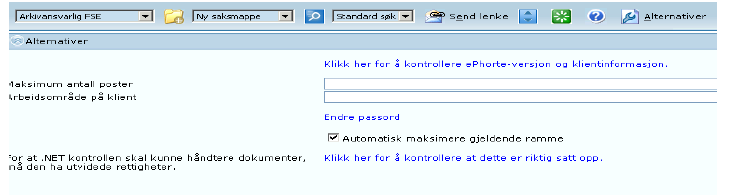 Arkivansvarlig FSE Ny saksmappe Standard søk Send lenke Alternativer
Alternativer
Klikk her for å kontrollere ePhorte-versjon og klientinformasjon.
Maksimum antall poster
Arbeidsområde på klient
Endre passord
Automatisk maksimere gjeldende ramme
For at .NET kontrollen skal kunne håndtere dokumenter, Klikk her for å kontrollere at dette er riktig satt opp.
må den ha utvidede rettigheter.